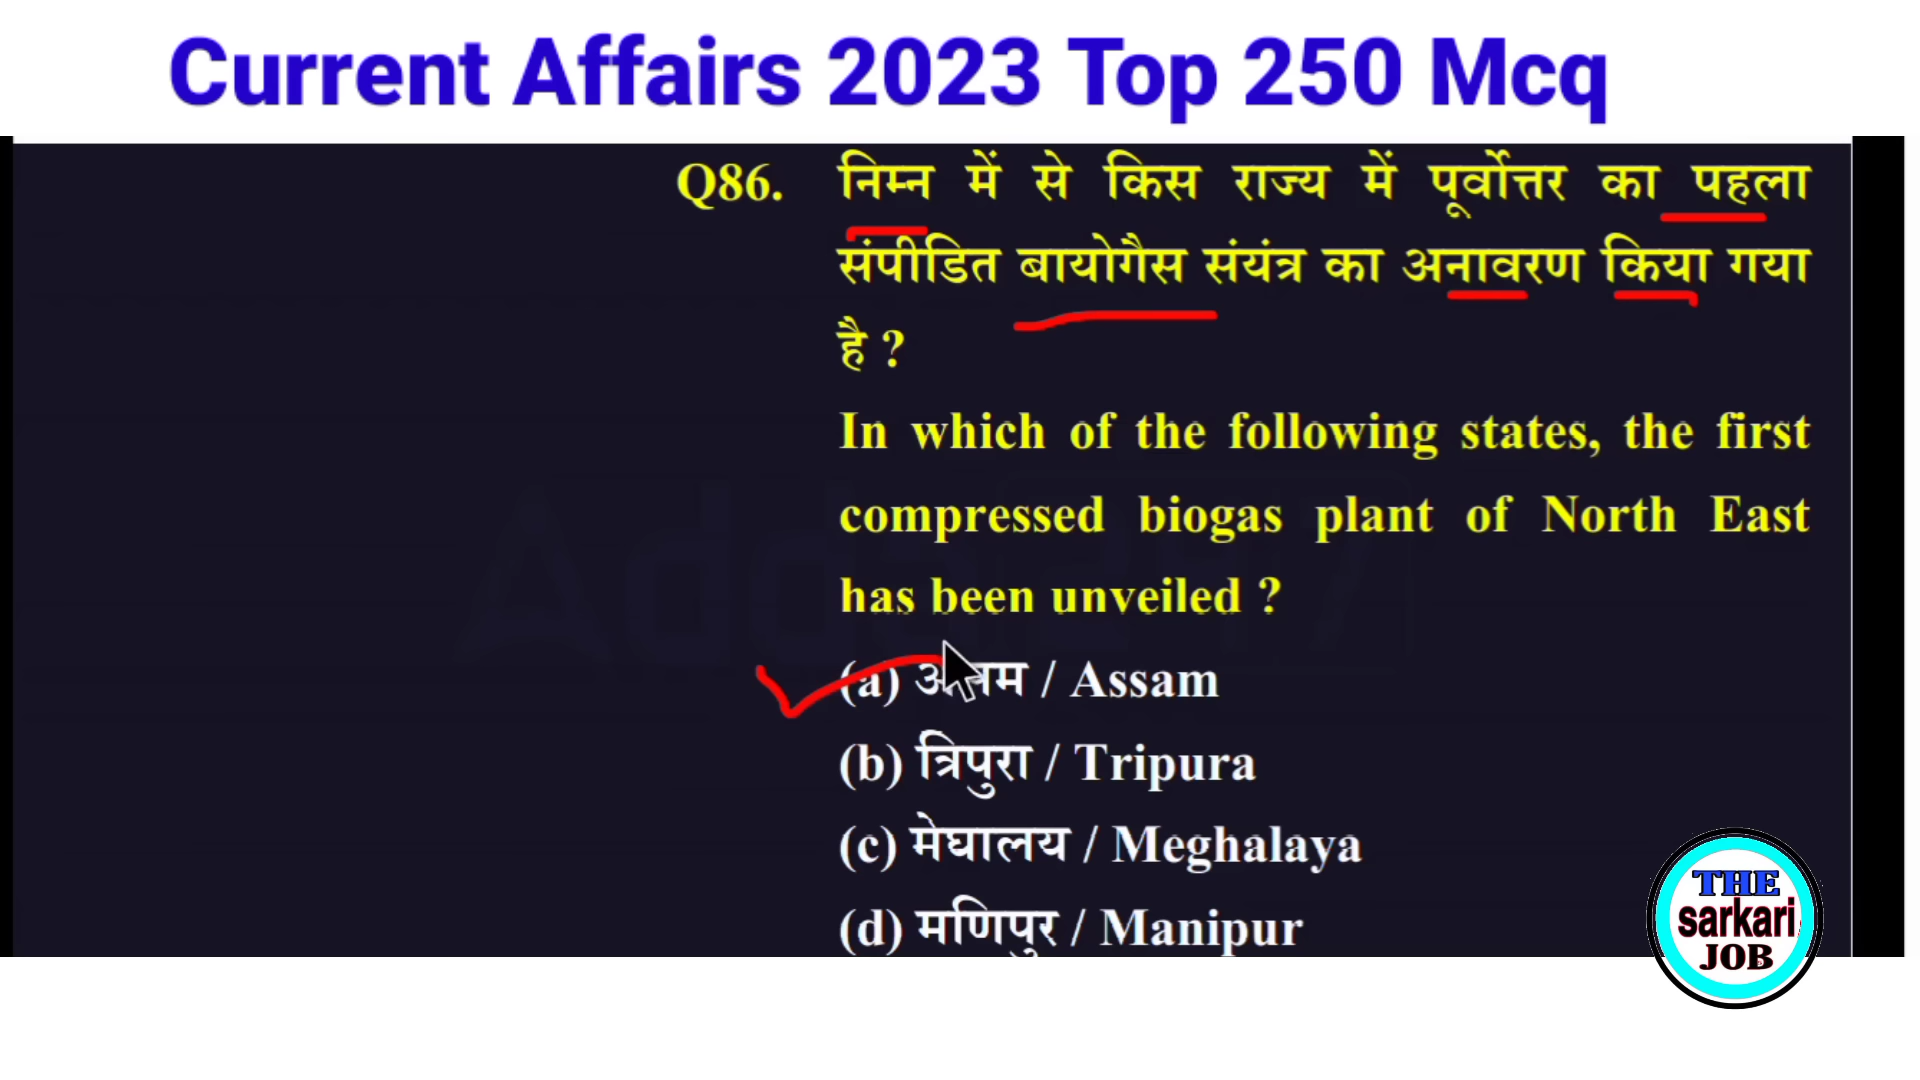 Current Affairs 2023 Top 250 Mcq
Q86. निम्न में से किस राज्य में पूर्वोत्तर का पहला
संपीडित बायोगैस संयंत्र का अनावरण किया गया
है ?
In which of the following states, the first
compressed biogas plant of North East
has been unveiled ?
(a) / Assam
(b) त्रिपुरा / Tripura
(c) मेघालय / Meghalaya
(d) मणिपुर / Manipur
THE
sarkari
JOB